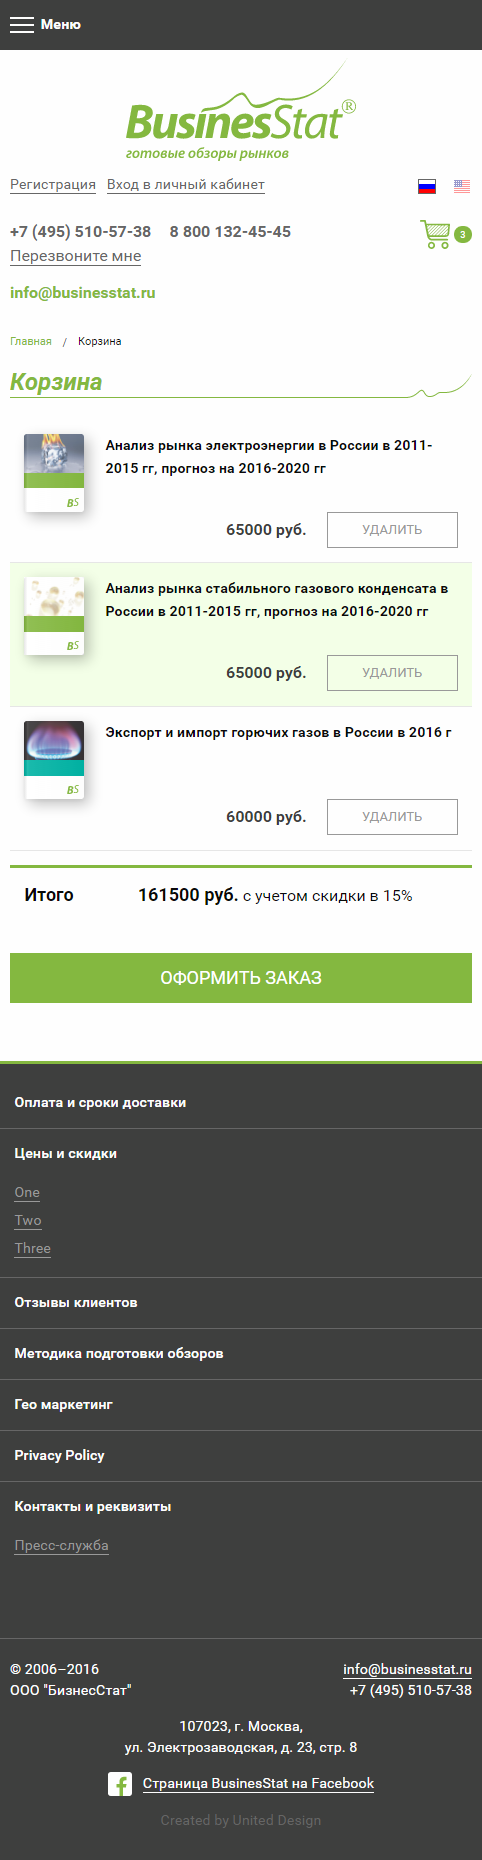 Меню
BusinesStat®
готовые обзоры рынков
Регистрация Вход в личный кабинет
+7 (495) 510-57-38 8 800 132-45-45
3
Перезвоните мне
info@businesstat.ru
Главная / Корзина
Корзина
Анализ рынка электроэнергии в России в 2011-
2015 гг, прогноз на 2016-2020 гг
BS
65000 руб. УДАЛИТЬ
Анализ рынка стабильного газового конденсата в
России в 2011-2015 гг, прогноз на 2016-2020 гг
BS
65000 руб. УДАЛИТЬ
Экспорт и импорт горючих газов в России в 2016 г
BS
60000 руб. УДАЛИТЬ
Итого 161500 руб. с учетом скидки в 15%
ОФОРМИТЬ ЗАКАЗ
Оплата и сроки доставки
Цены и скидки
One
Two
Three
Отзывы клиентов
Методика подготовки обзоров
Гео маркетинг
Privacy Policy
Контакты и реквизиты
Пресс-служба
© 2006–2016 info@businesstat.ru
ООО "БизнесСтат" +7 (495) 510-57-38
107023, г. Москва,
ул. Электрозаводская, д. 23, стр. 8
Страница BusinesStat на Facebook
Created by United Design